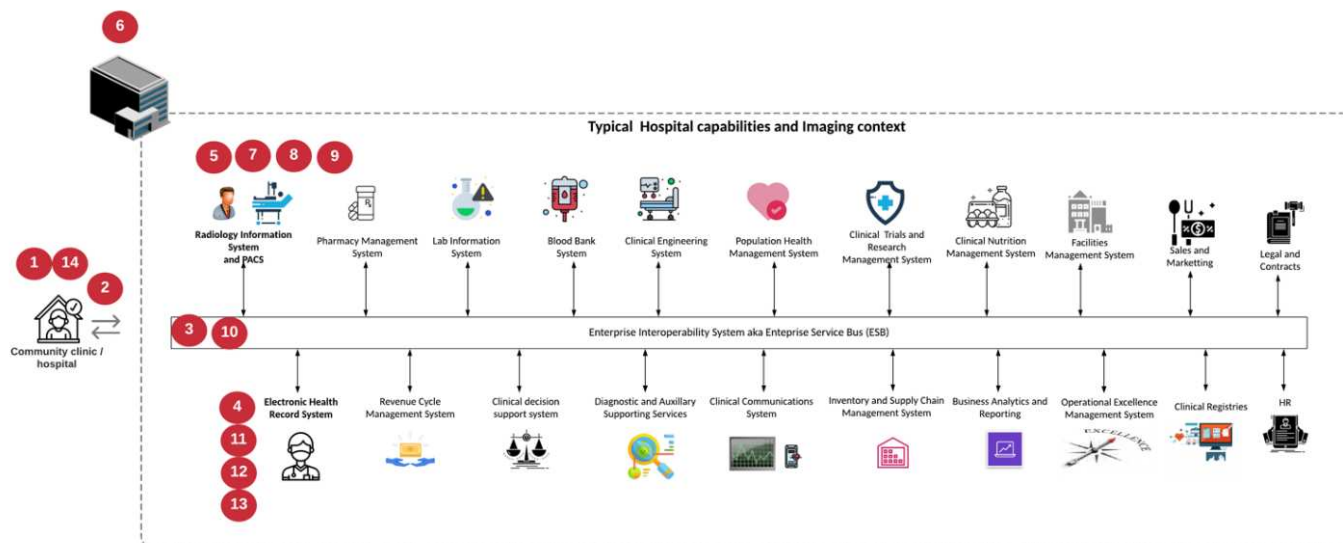 6
Typical Hospital capabilities and Imaging context
5
7
8
9
Radiology Information
System
and PACS
Pharmacy Management
System
Rx
Lab Information
System
Blood Bank
System
Clinical Engineering
System
Population Health
Management System
Clinical Trials and
Research
Management System
Clinical Nutrition
Management System
Facilities
Management System
Sales and
Marketting
Legal and
Contracts
1
14
2
Community clinic /
hospital
3
10
Enterprise Interoperability System aka Enteprise Service Bus (ESB)
4
11
12
13
Electronic Health
Record System
Revenue Cycle
Management System
Clinical decision
support system
Diagnostic and Auxillary
Supporting Services
Clinical Communications
System
Inventory and Supply Chain
Management System
Business Analytics and
Reporting
Operational Excellence
Management System
EXCELLENCE
Clinical Registries
HR